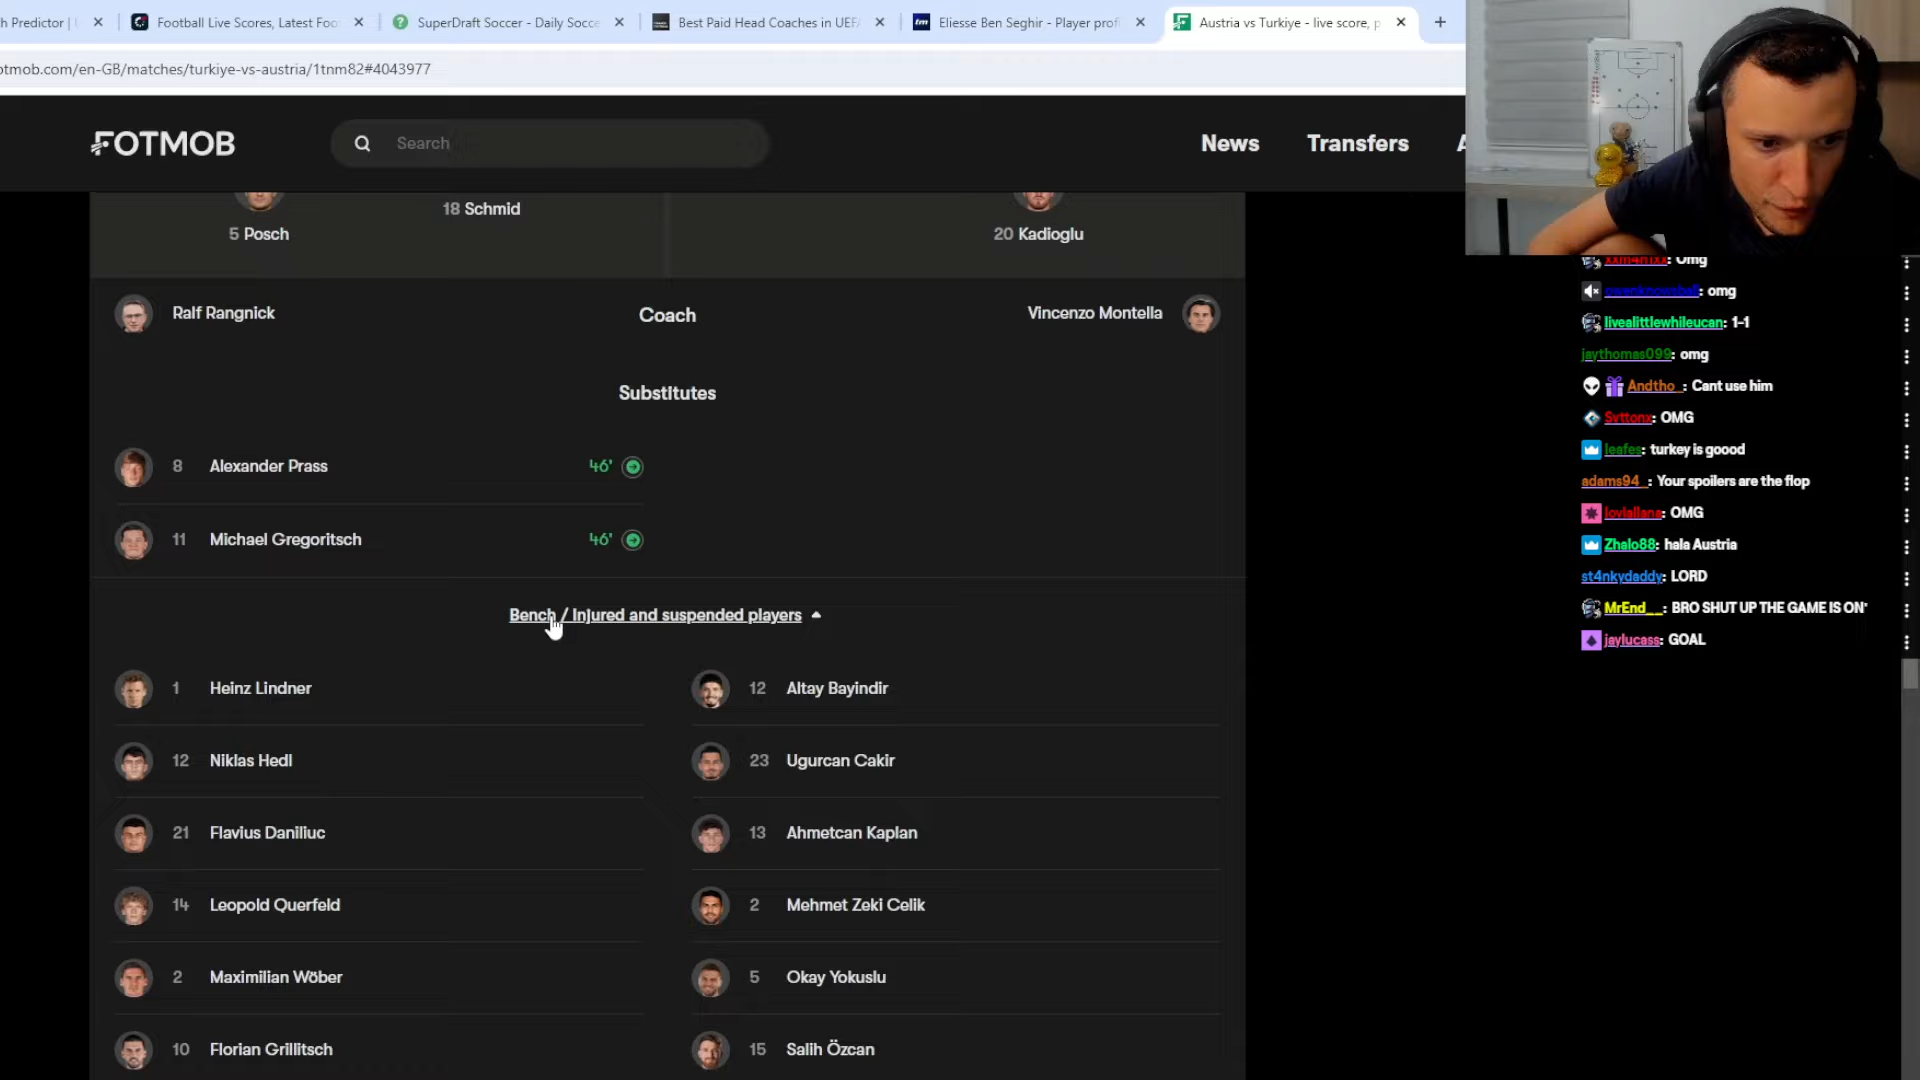 h Predictor |
Football Live Scores, Latest Foo
SuperDraft Soccer - Daily Socce
Best Paid Head Coaches in UEFA
Eliesse Ben Seghir - Player prof
Austria vs Turkiye - live score, p
otmob.com/en-GB/matches/turkiye-vs-austria/1tnm82#4043977
FOTMOB
Search
News
Transfers
A
18 Schmid
5 Posch
20 Kadioglu
Ralf Rangnick
Coach
Vincenzo Montella
Substitutes
8 Alexander Prass 46'
11 Michael Gregoritsch 46'
Bench / Injured and suspended players
1 Heinz Lindner
12 Altay Bayindir
12 Niklas Hedl
23 Ugurcan Cakir
21 Flavius Daniliuc
13 Ahmetcan Kaplan
14 Leopold Querfeld
2 Mehmet Zeki Celik
2 Maximilian Wöber
5 Okay Yokuslu
10 Florian Grillitsch
15 Salih Özcan
: Omg
owenknowsball: omg
livealittlewhileucan: 1-1
jaythomas099: omg
Andtho_: Cant use him
Svttonx: OMG
leafes: turkey is goood
adams94_: Your spoilers are the flop
lovlallana: OMG
Zhalo88: hala Austria
st4nkydaddy: LORD
MrEnd__: BRO SHUT UP THE GAME IS ON'
jaylucass: GOAL